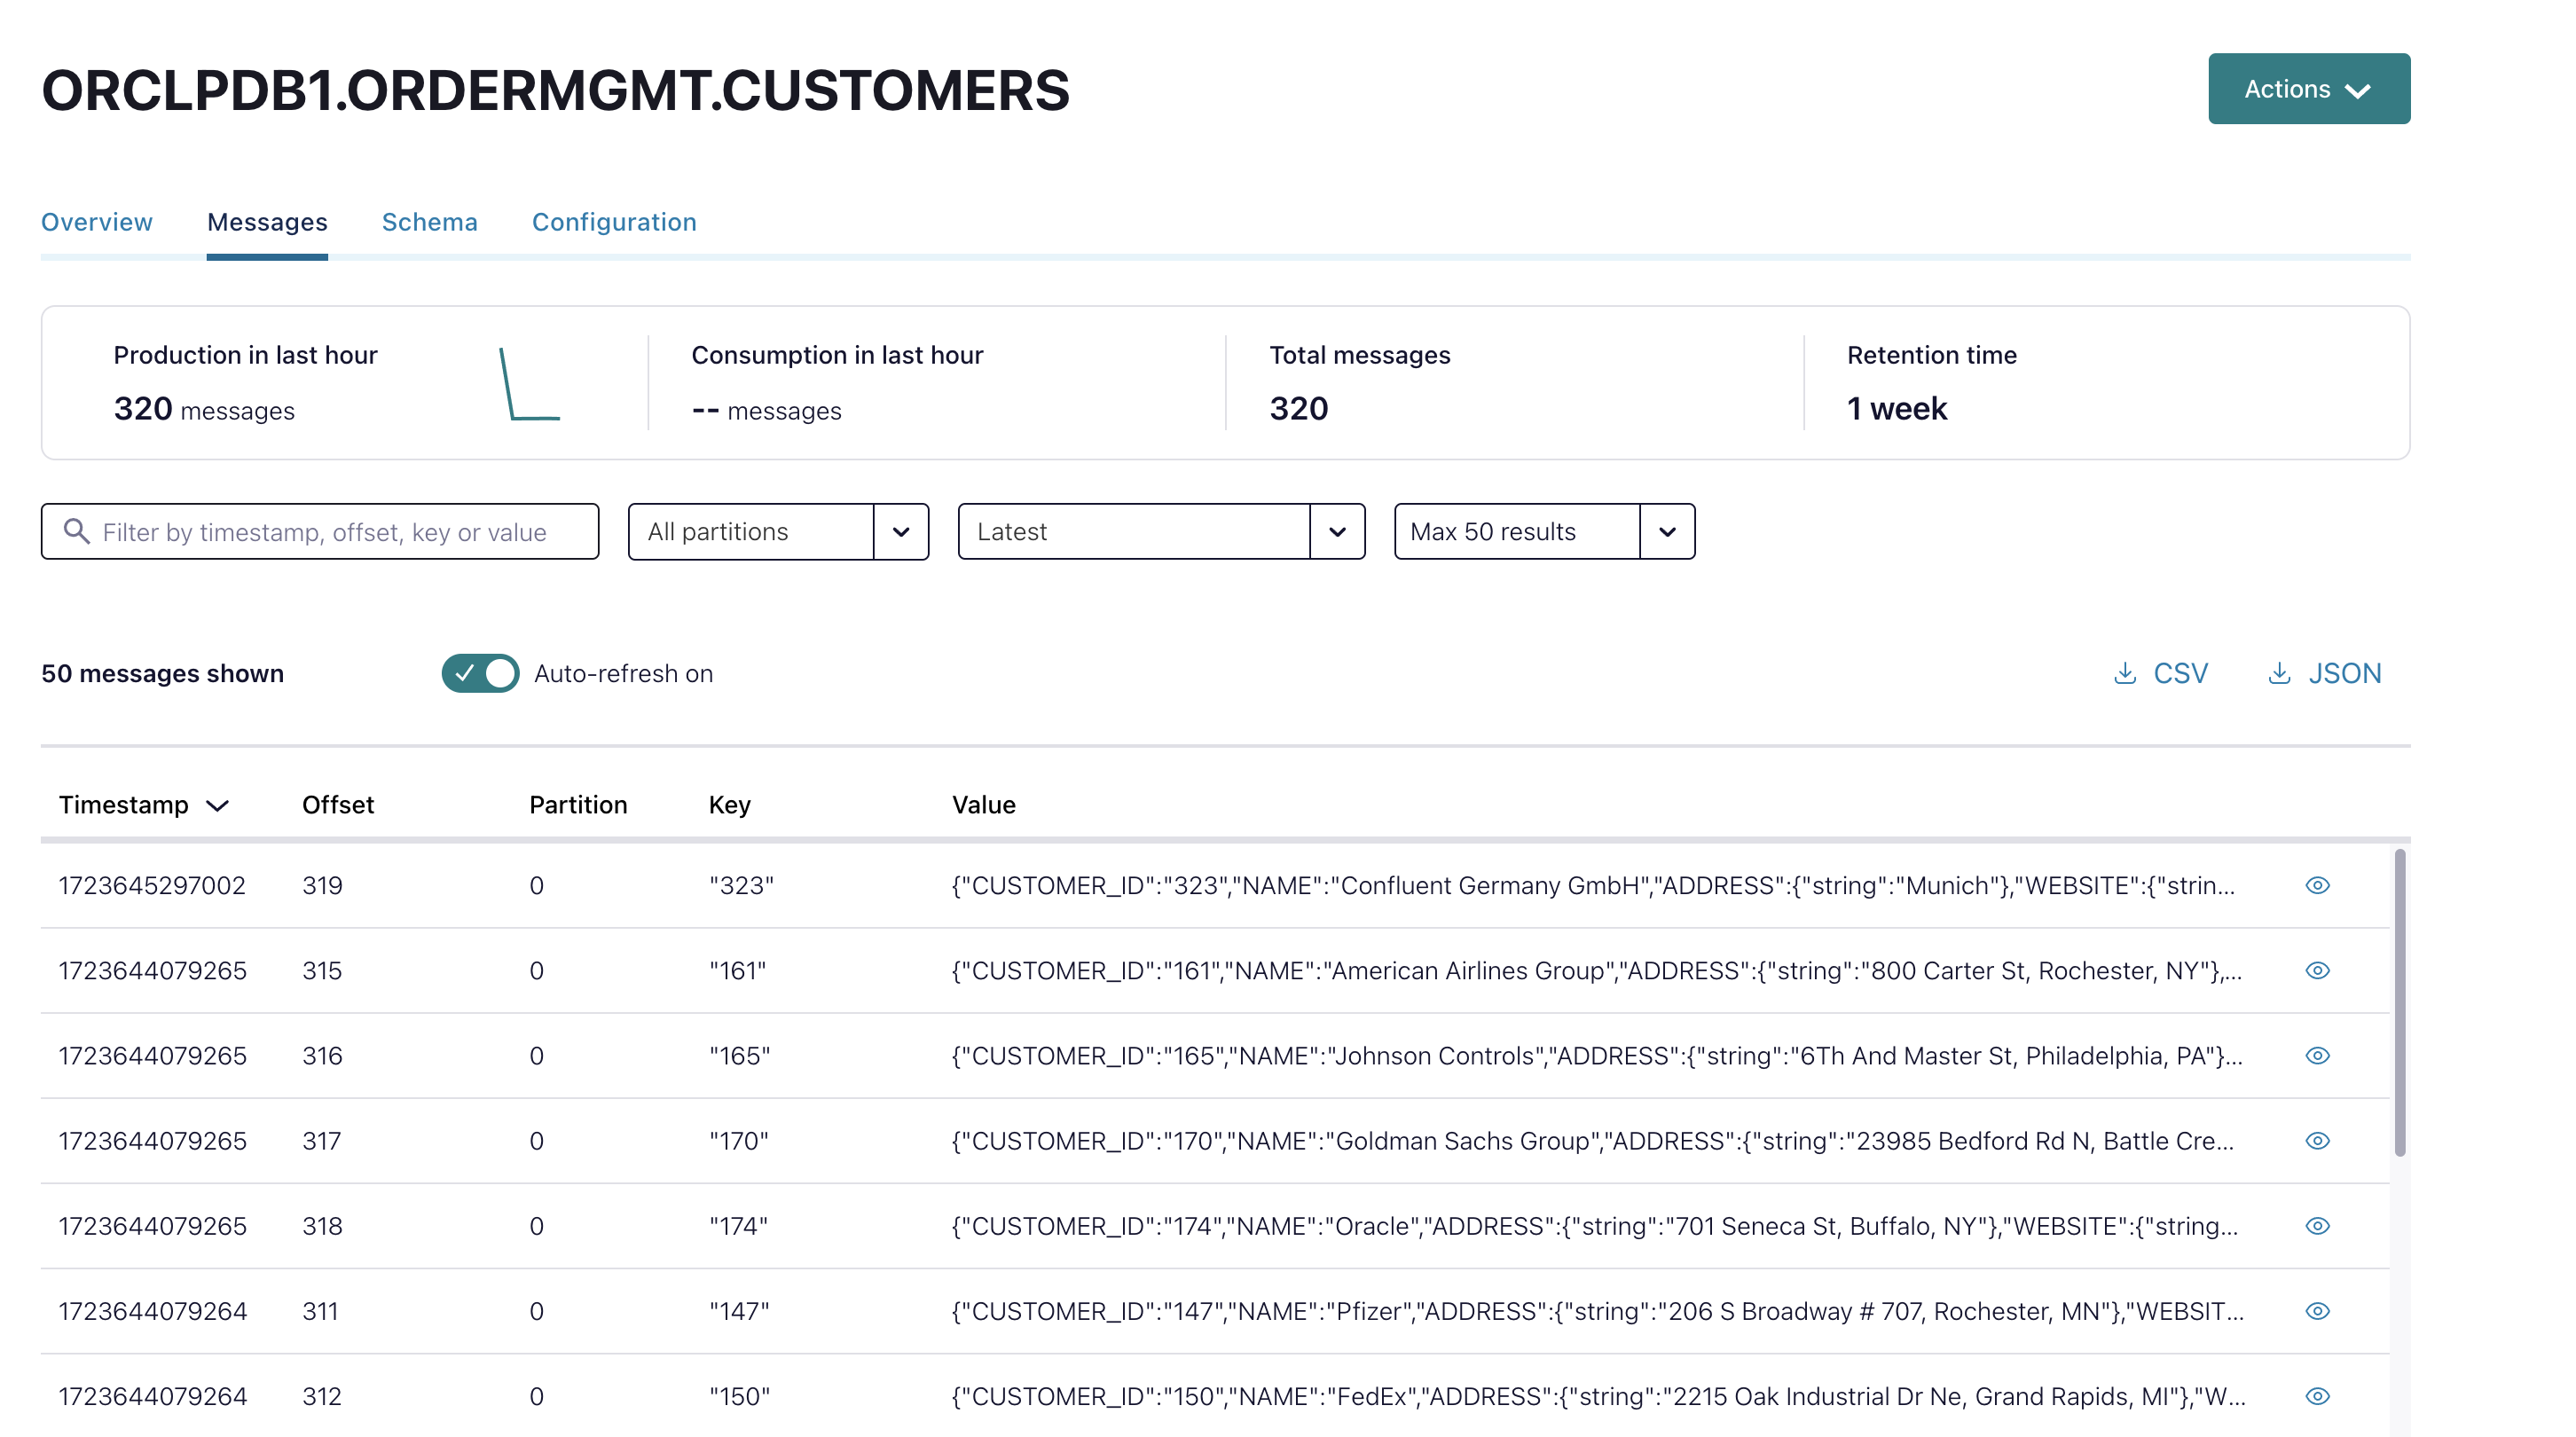 ORCLPDB1.ORDERMGMT.CUSTOMERS
Actions
Overview Messages Schema Configuration
Production in last hour Consumption in last hour Total messages Retention time
320 messages -- messages 320 1 week
Filter by timestamp, offset, key or value All partitions Latest Max 50 results
50 messages shown Auto-refresh on CSV JSON
Timestamp Offset Partition Key Value
1723645297002 319 0 "323" {"CUSTOMER_ID":"323","NAME":"Confluent Germany GmbH","ADDRESS":{"string":"Munich"},"WEBSITE":{"strin...
1723644079265 315 0 "161" {"CUSTOMER_ID":"161","NAME":"American Airlines Group","ADDRESS":{"string":"800 Carter St, Rochester, NY"},...
1723644079265 316 0 "165" {"CUSTOMER_ID":"165","NAME":"Johnson Controls","ADDRESS":{"string":"6Th And Master St, Philadelphia, PA"}...
1723644079265 317 0 "170" {"CUSTOMER_ID":"170","NAME":"Goldman Sachs Group","ADDRESS":{"string":"23985 Bedford Rd N, Battle Cre...
1723644079265 318 0 "174" {"CUSTOMER_ID":"174","NAME":"Oracle","ADDRESS":{"string":"701 Seneca St, Buffalo, NY"},"WEBSITE":{"string...
1723644079264 311 0 "147" {"CUSTOMER_ID":"147","NAME":"Pfizer","ADDRESS":{"string":"206 S Broadway # 707, Rochester, MN"},"WEBSIT...
1723644079264 312 0 "150" {"CUSTOMER_ID":"150","NAME":"FedEx","ADDRESS":{"string":"2215 Oak Industrial Dr Ne, Grand Rapids, MI"},"W...